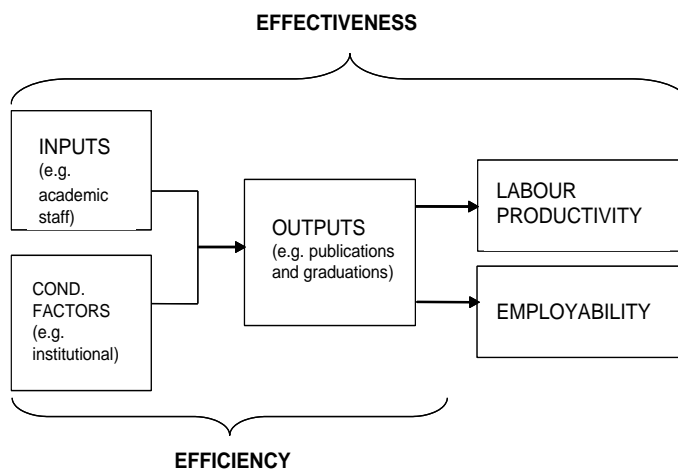 EFFECTIVENESS
INPUTS
(e.g.
academic
staff)
COND.
FACTORS
(e.g.
institutional)
OUTPUTS
(e.g. publications
and graduations)
LABOUR
PRODUCTIVITY
EMPLOYABILITY
EFFICIENCY